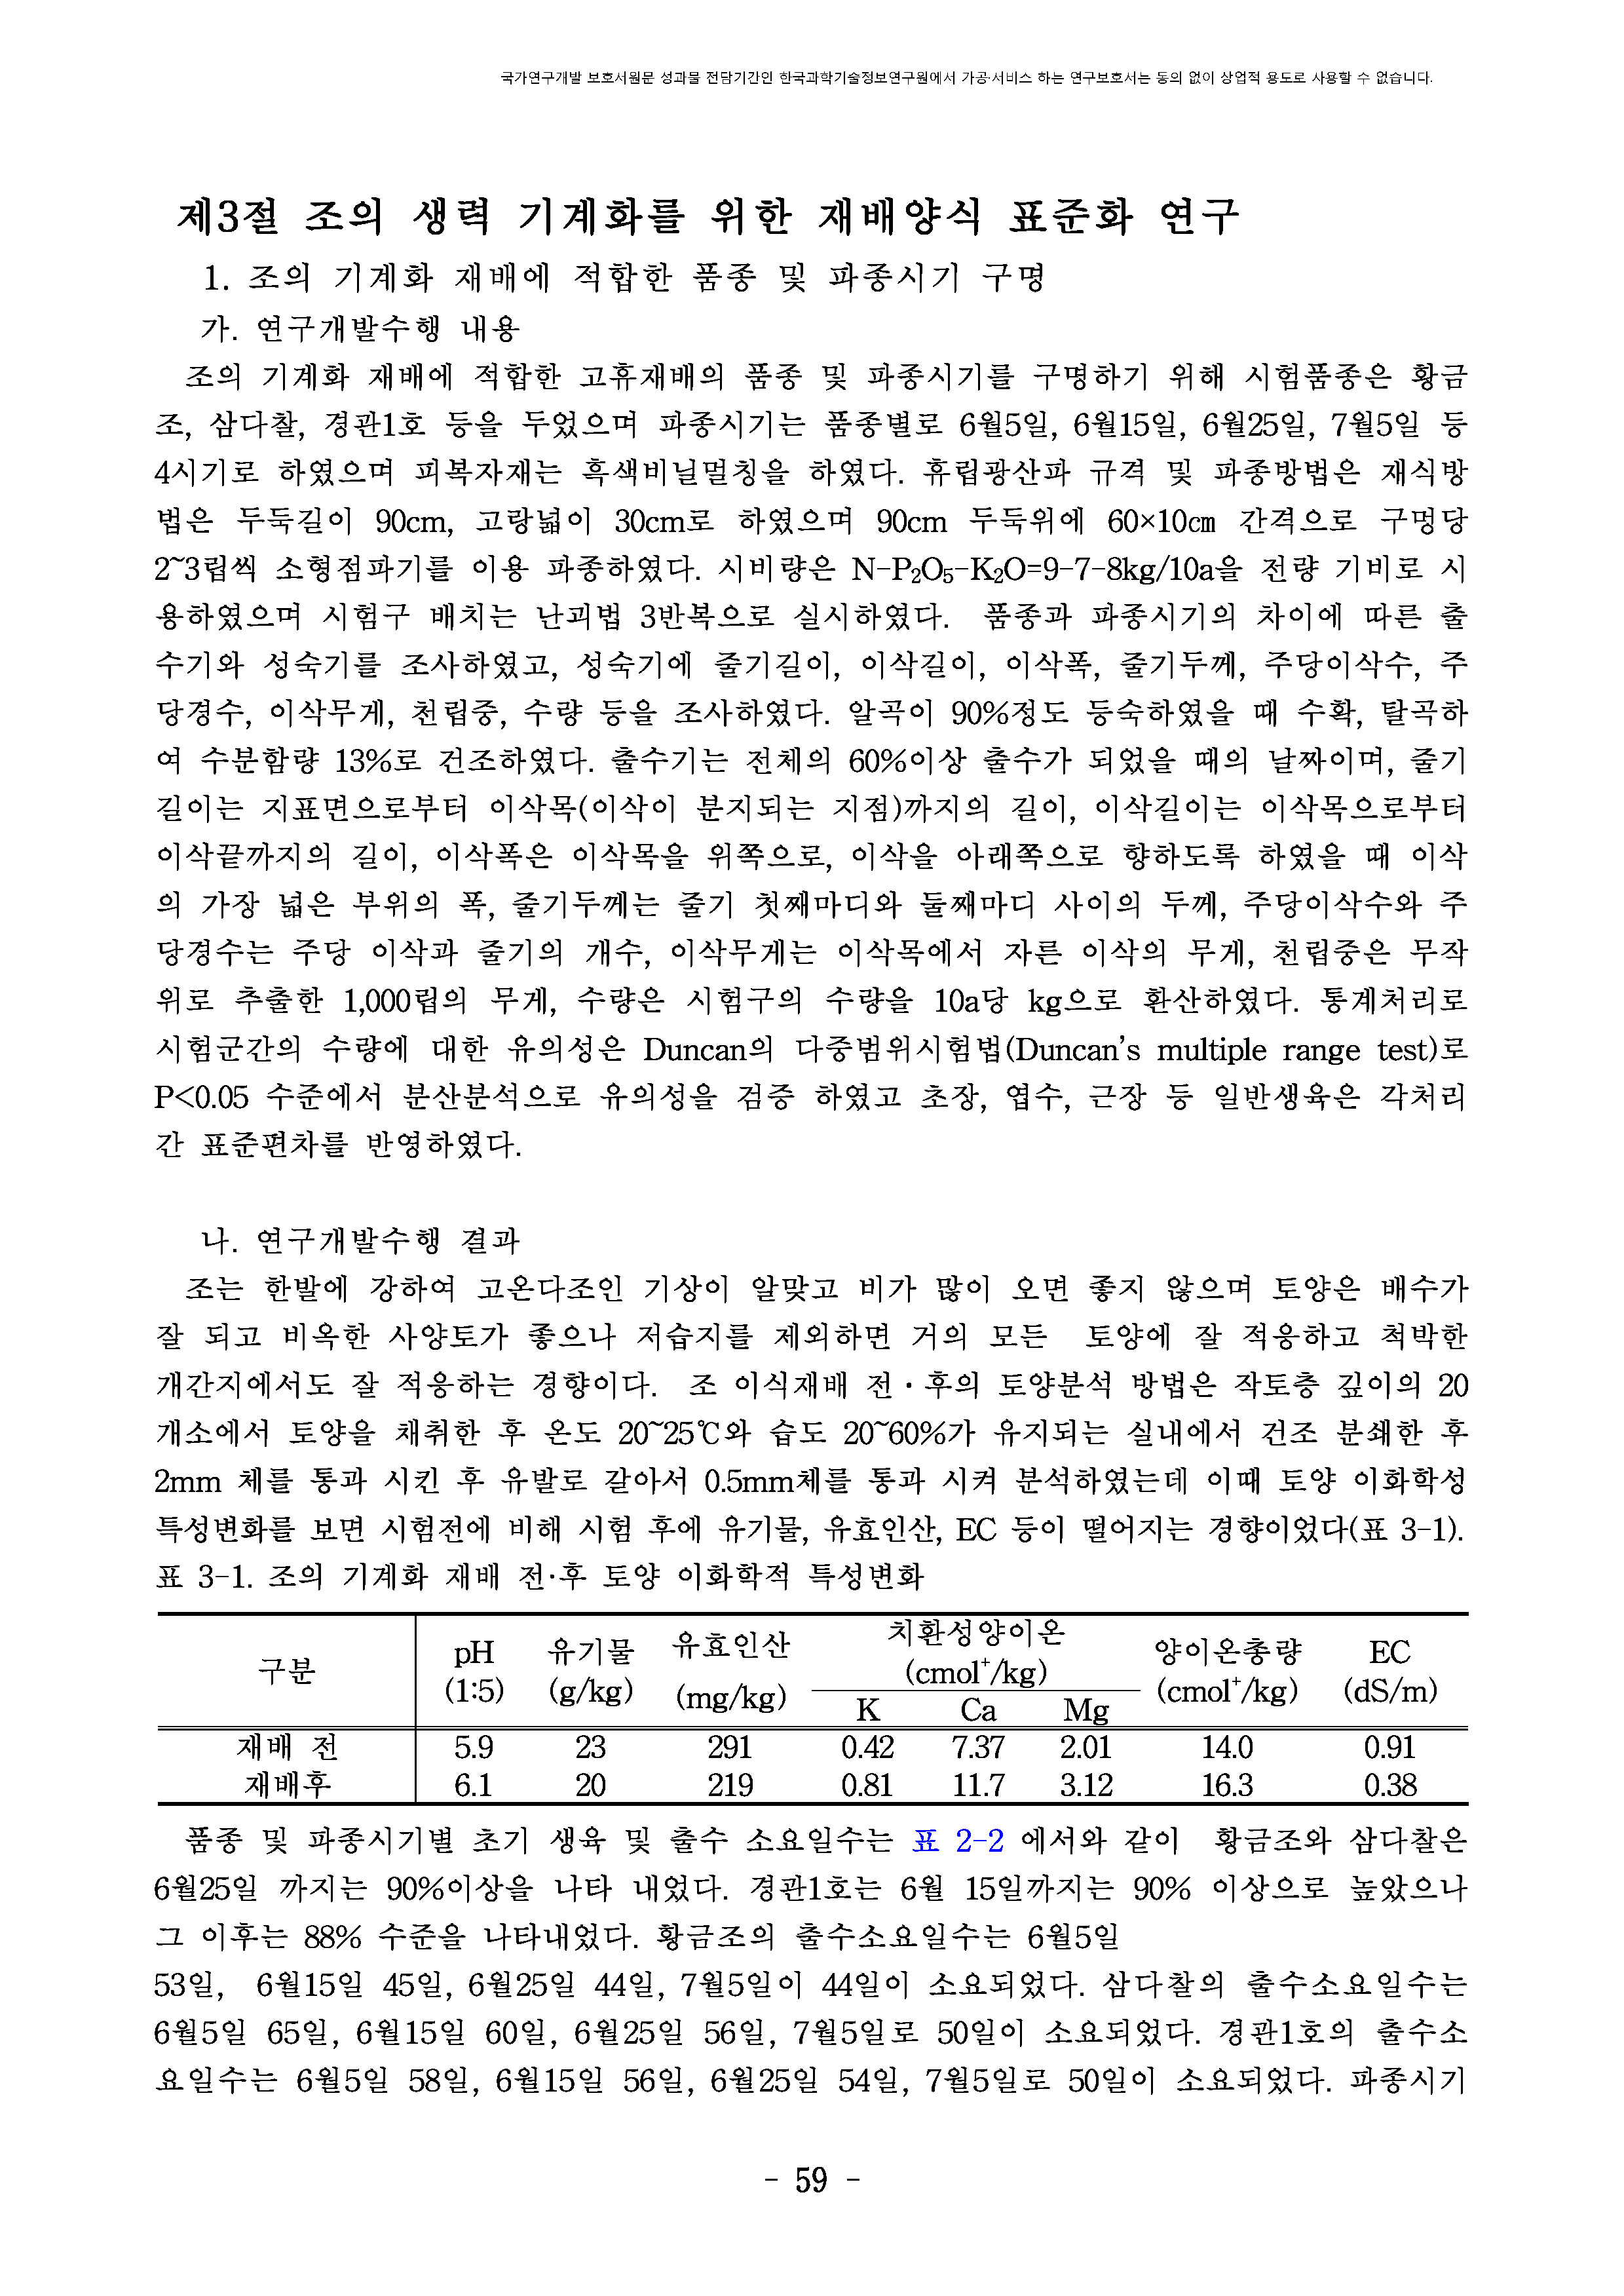 국가연구개발 보호서원문 성과물 전담기간인 한국과학기술정보연구원에서 가공·서비스 하는 연구보호서는 동의 없이 상업적 용도로 사용할 수 없습니다.
제3절 조의 생력 기계화를 위한 재배양식 표준화 연구
1. 조의 기계화 재배에 적합한 품종 및 파종시기 구명
가. 연구개발수행 내용
조의 기계화 재배에 적합한 고휴재배의 품종 및 파종시기를 구명하기 위해 시험품종은 황금
조, 삼다찰, 경관1호 등을 두었으며 파종시기는 품종별로 6월5일, 6월15일, 6월25일, 7월5일 등
4시기로 하였으며 피복자재는 흑색비닐멀칭을 하였다. 휴립광산파 규격 및 파종방법은 재식방
법은 두둑길이 90cm, 고랑넓이 30cm로 하였으며 90cm 두둑위에 60×10㎝ 간격으로 구멍당
2~3립씩 소형점파기를 이용 파종하였다. 시비량은 N-P₂O₅-K₂O=9-7-8kg/10a을 전량 기비로 시
용하였으며 시험구 배치는 난괴법 3반복으로 실시하였다. 품종과 파종시기의 차이에 따른 출
수기와 성숙기를 조사하였고, 성숙기에 줄기길이, 이삭길이, 이삭폭, 줄기두께, 주당이삭수, 주
당경수, 이삭무게, 천립중, 수량 등을 조사하였다. 알곡이 90%정도 등숙하였을 때 수확, 탈곡하
여 수분함량 13%로 건조하였다. 출수기는 전체의 60%이상 출수가 되었을 때의 날짜이며, 줄기
길이는 지표면으로부터 이삭목(이삭이 분지되는 지점)까지의 길이, 이삭길이는 이삭목으로부터
이삭끝까지의 길이, 이삭폭은 이삭목을 위쪽으로, 이삭을 아래쪽으로 향하도록 하였을 때 이삭
의 가장 넓은 부위의 폭, 줄기두께는 줄기 첫째마디와 둘째마디 사이의 두께, 주당이삭수와 주
당경수는 주당 이삭과 줄기의 개수, 이삭무게는 이삭목에서 자른 이삭의 무게, 천립중은 무작
위로 추출한 1,000립의 무게, 수량은 시험구의 수량을 10a당 kg으로 환산하였다. 통계처리로
시험군간의 수량에 대한 유의성은 Duncan의 다중범위시험법(Duncan's multiple range test)로
P<0.05 수준에서 분산분석으로 유의성을 검증 하였고 초장, 엽수, 근장 등 일반생육은 각처리
간 표준편차를 반영하였다.
나. 연구개발수행 결과
조는 한발에 강하여 고온다조인 기상이 알맞고 비가 많이 오면 좋지 않으며 토양은 배수가
잘 되고 비옥한 사양토가 좋으나 저습지를 제외하면 거의 모든 토양에 잘 적응하고 척박한
개간지에서도 잘 적응하는 경향이다. 조 이식재배 전·후의 토양분석 방법은 작토층 깊이의 20
개소에서 토양을 채취한 후 온도 20~25℃와 습도 20~60%가 유지되는 실내에서 건조 분쇄한 후
2mm 체를 통과 시킨 후 유발로 갈아서 0.5mm체를 통과 시켜 분석하였는데 이때 토양 이화학성
특성변화를 보면 시험전에 비해 시험 후에 유기물, 유효인산, EC 등이 떨어지는 경향이었다(표 3-1).
표 3-1. 조의 기계화 재배 전·후 토양 이화학적 특성변화
구분 pH (1:5) 유기물 (g/kg) 유효인산 (mg/kg) 치환성양이온 (cmol⁺/kg) 양이온총량 (cmol⁺/kg) EC (dS/m)
K Ca Mg
재배 전 5.9 23 291 0.42 7.37 2.01 14.0 0.91
재배후 6.1 20 219 0.81 11.7 3.12 16.3 0.38
품종 및 파종시기별 초기 생육 및 출수 소요일수는 표 2-2 에서와 같이 황금조와 삼다찰은
6월25일 까지는 90%이상을 나타 내었다. 경관1호는 6월 15일까지는 90% 이상으로 높았으나
그 이후는 88% 수준을 나타내었다. 황금조의 출수소요일수는 6월5일
53일, 6월15일 45일, 6월25일 44일, 7월5일이 44일이 소요되었다. 삼다찰의 출수소요일수는
6월5일 65일, 6월15일 60일, 6월25일 56일, 7월5일로 50일이 소요되었다. 경관1호의 출수소
요일수는 6월5일 58일, 6월15일 56일, 6월25일 54일, 7월5일로 50일이 소요되었다. 파종시기
- 59 -